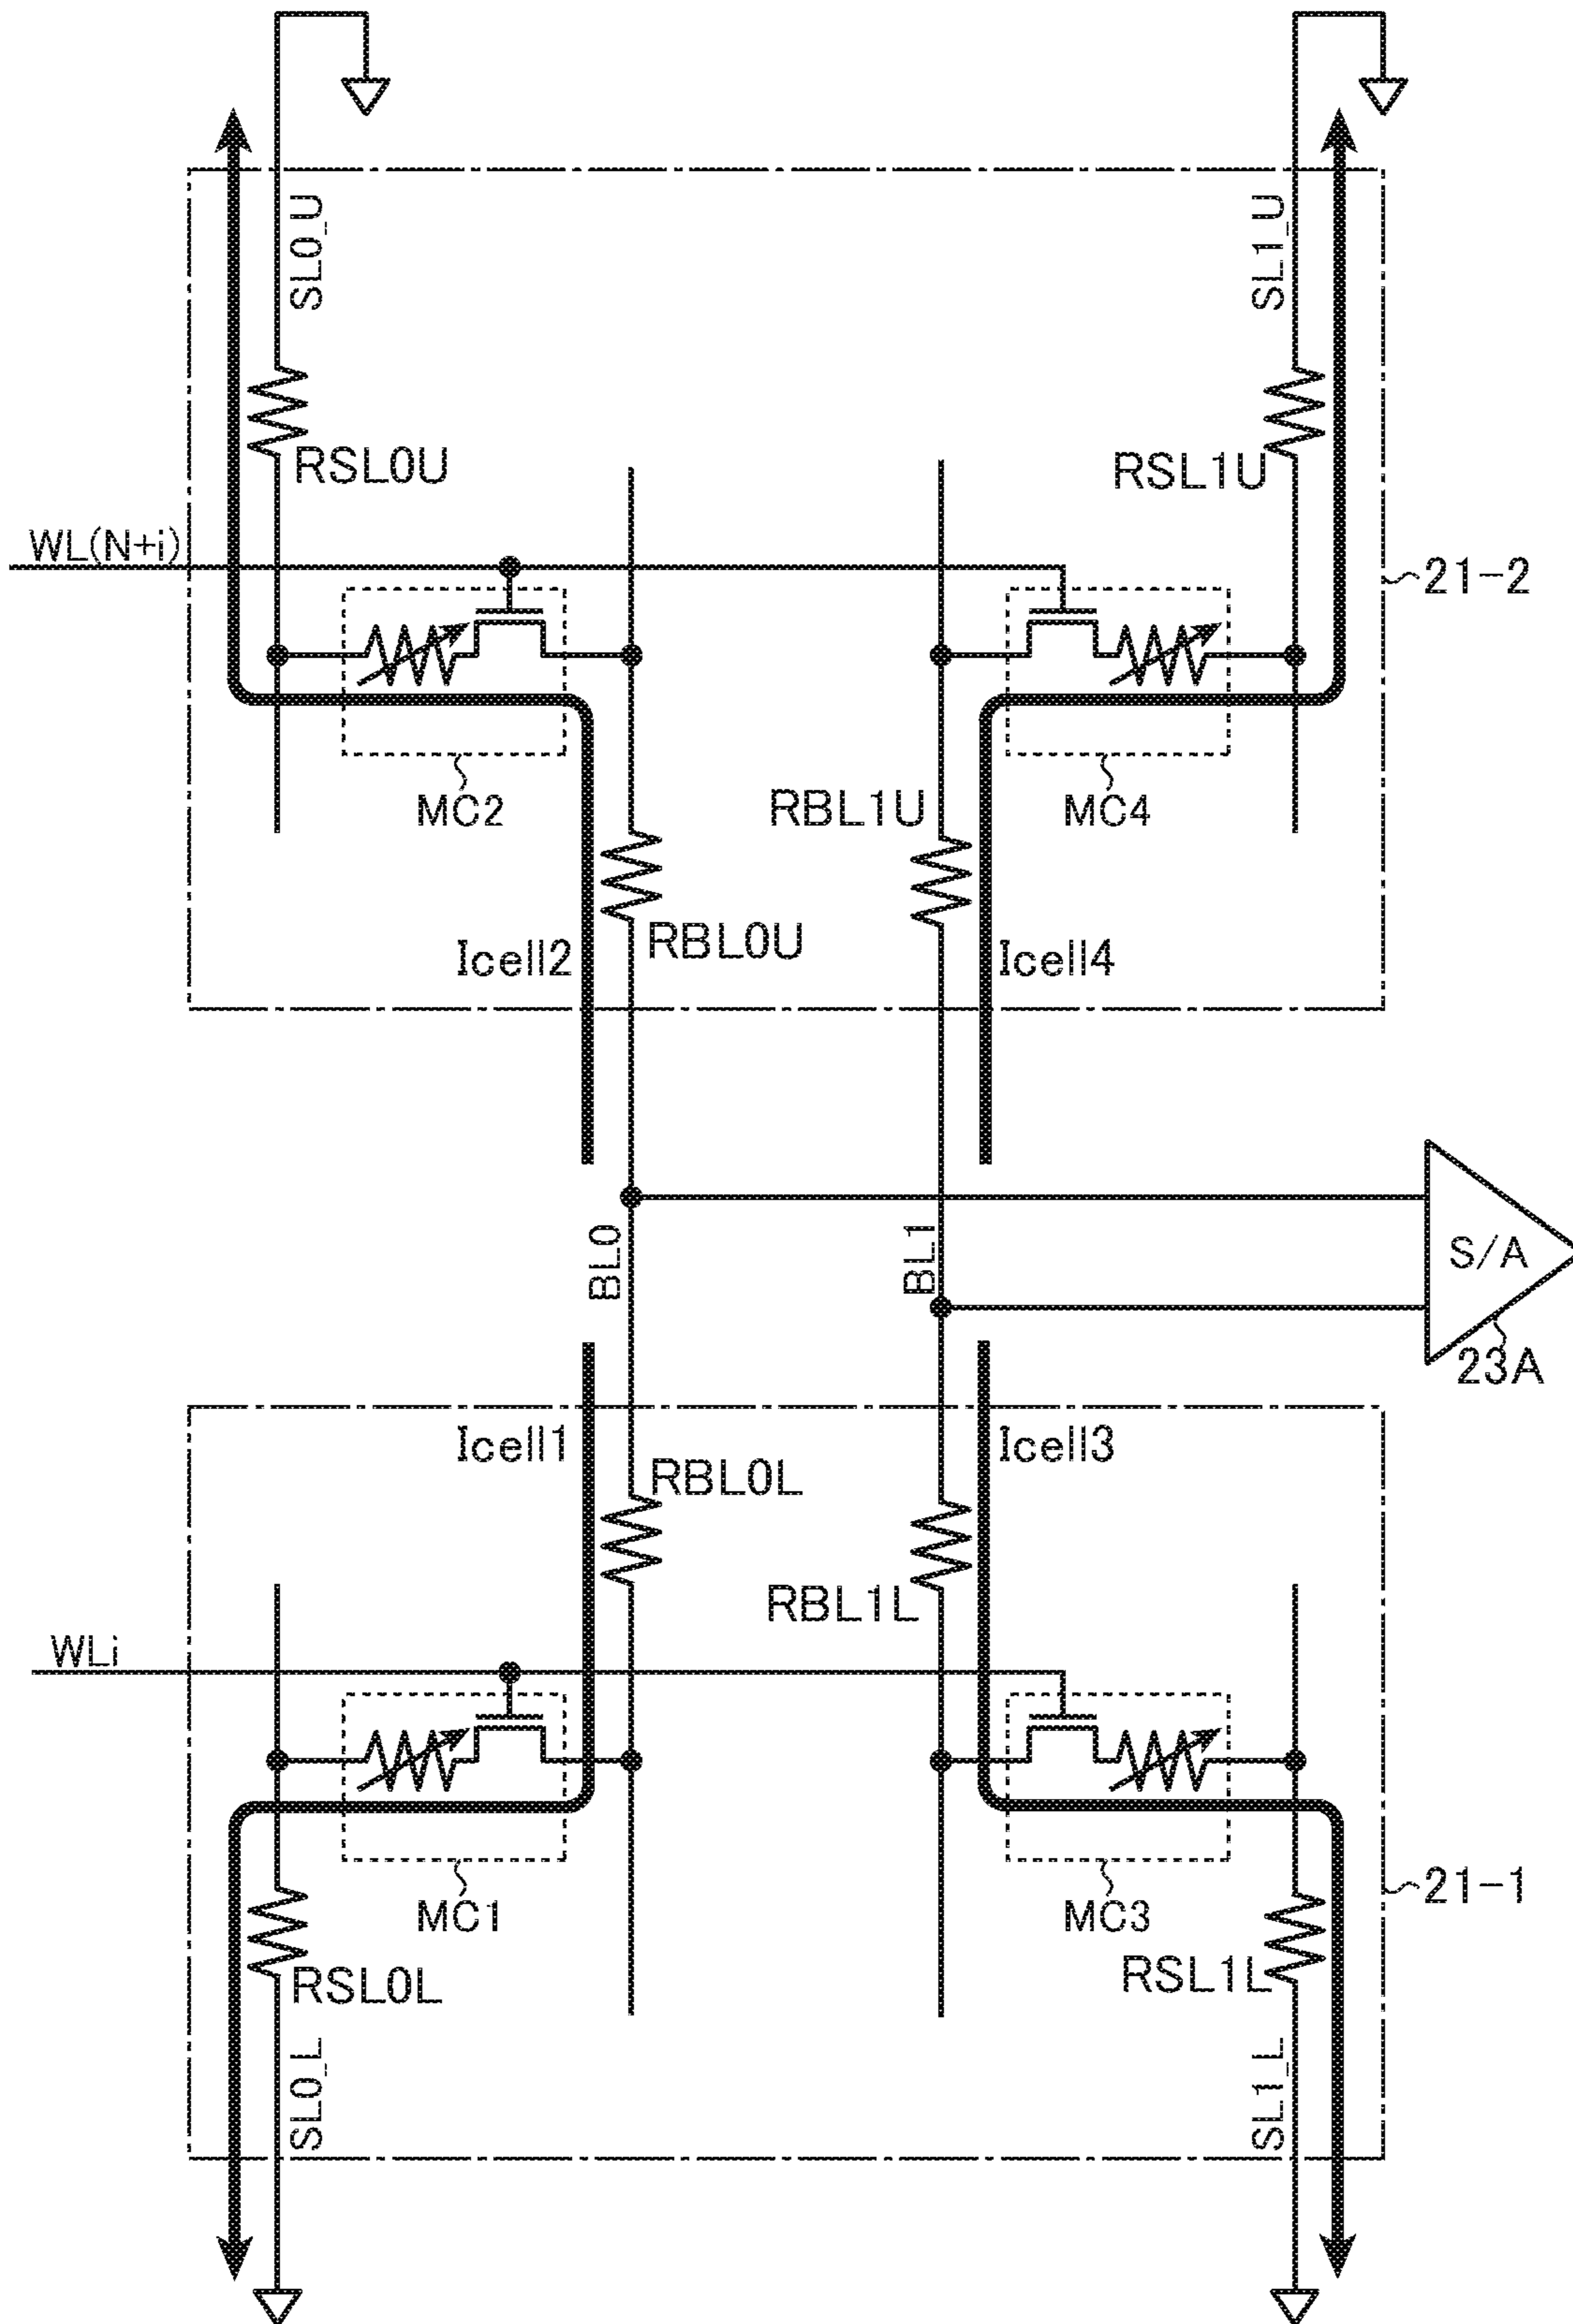 SL0_U
SL1_U
RSL0U
RSL1U
WL(N+i)
21-2
MC2
RBL1U
MC4
Icell2
RBL0U
Icell4
BL0
BL1
S/A
23A
Icell1
RBL0L
Icell3
RBL1L
WLi
MC1
MC3
21-1
RSL0L
RSL1L
SL0_L
SL1_L